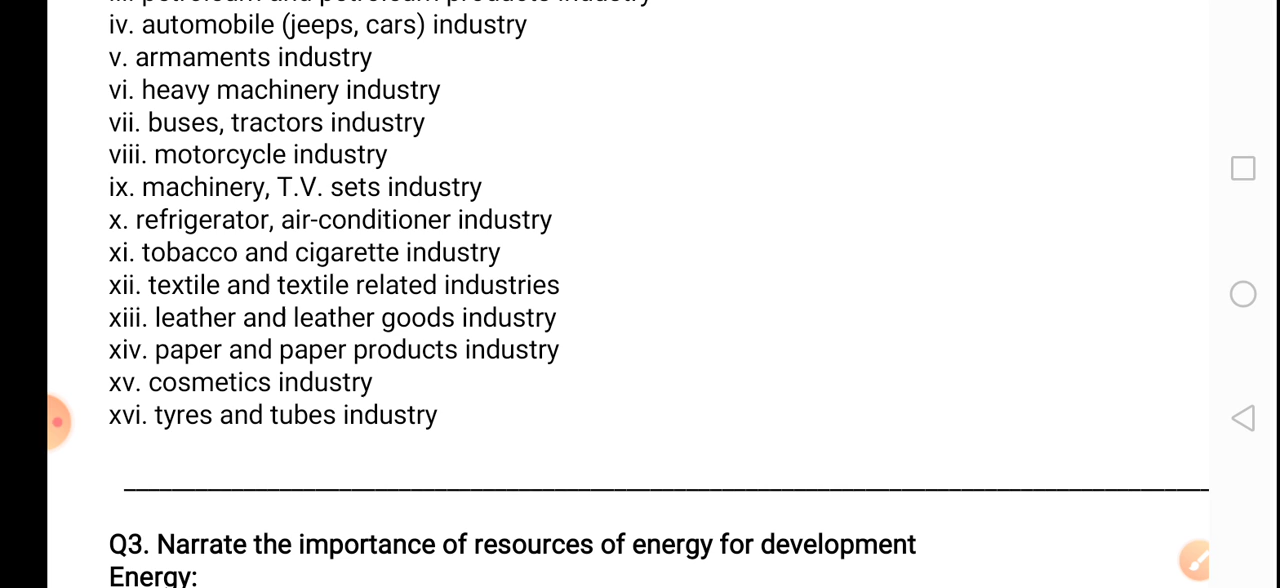 iv. automobile (jeeps, cars) industry
v. armaments industry
vi. heavy machinery industry
vii. buses, tractors industry
viii. motorcycle industry
ix. machinery, T.V. sets industry
x. refrigerator, air-conditioner industry
xi. tobacco and cigarette industry
xii. textile and textile related industries
xiii. leather and leather goods industry
xiv. paper and paper products industry
xv. cosmetics industry
xvi. tyres and tubes industry
Q3. Narrate the importance of resources of energy for development
Energy: